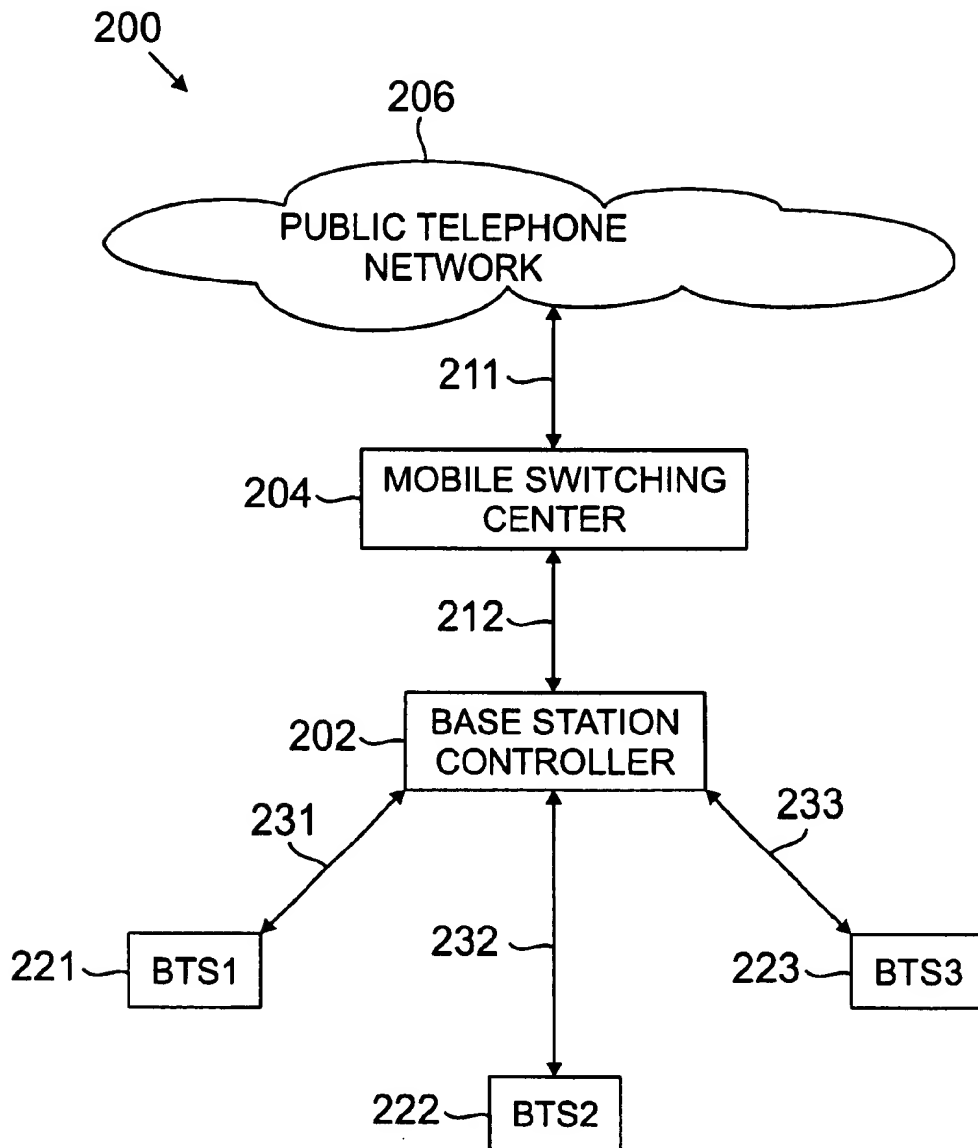 200
206
PUBLIC TELEPHONE
NETWORK
211
204
MOBILE SWITCHING
CENTER
212
202
BASE STATION
CONTROLLER
231
233
232
221
BTS1
223
BTS3
222
BTS2